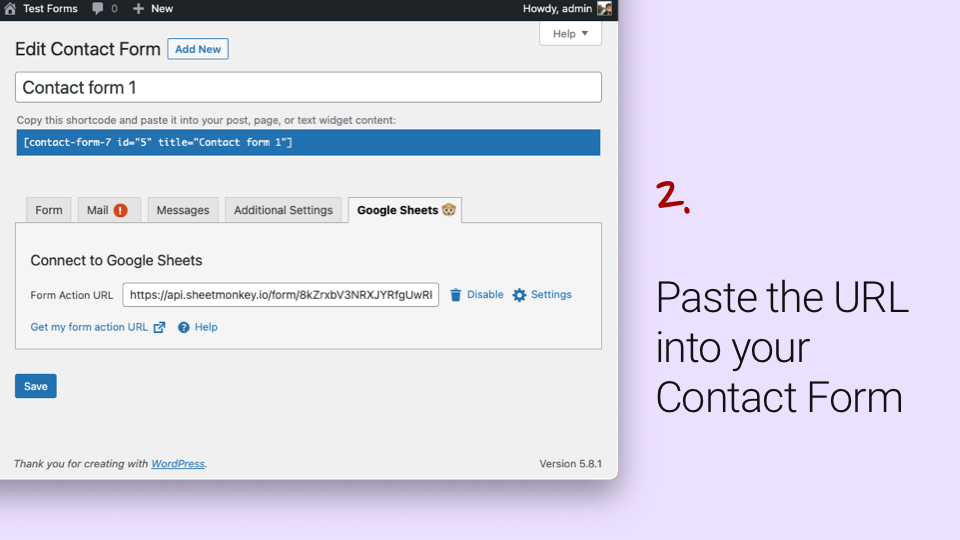 Test Forms 0 New Howdy, admin
Help ▼
Edit Contact Form Add New
Contact form 1
Copy this shortcode and paste it into your post, page, or text widget content:
[contact-form-7 id="5" title="Contact form 1"]
Form Mail ! Messages Additional Settings Google Sheets 🐵
Connect to Google Sheets
Form Action URL https://api.sheetmonkey.io/form/8kZrxbV3NRXJYRfgUwRI Disable Settings
Get my form action URL ? Help
Save
Thank you for creating with WordPress. Version 5.8.1
2.
Paste the URL
into your
Contact Form